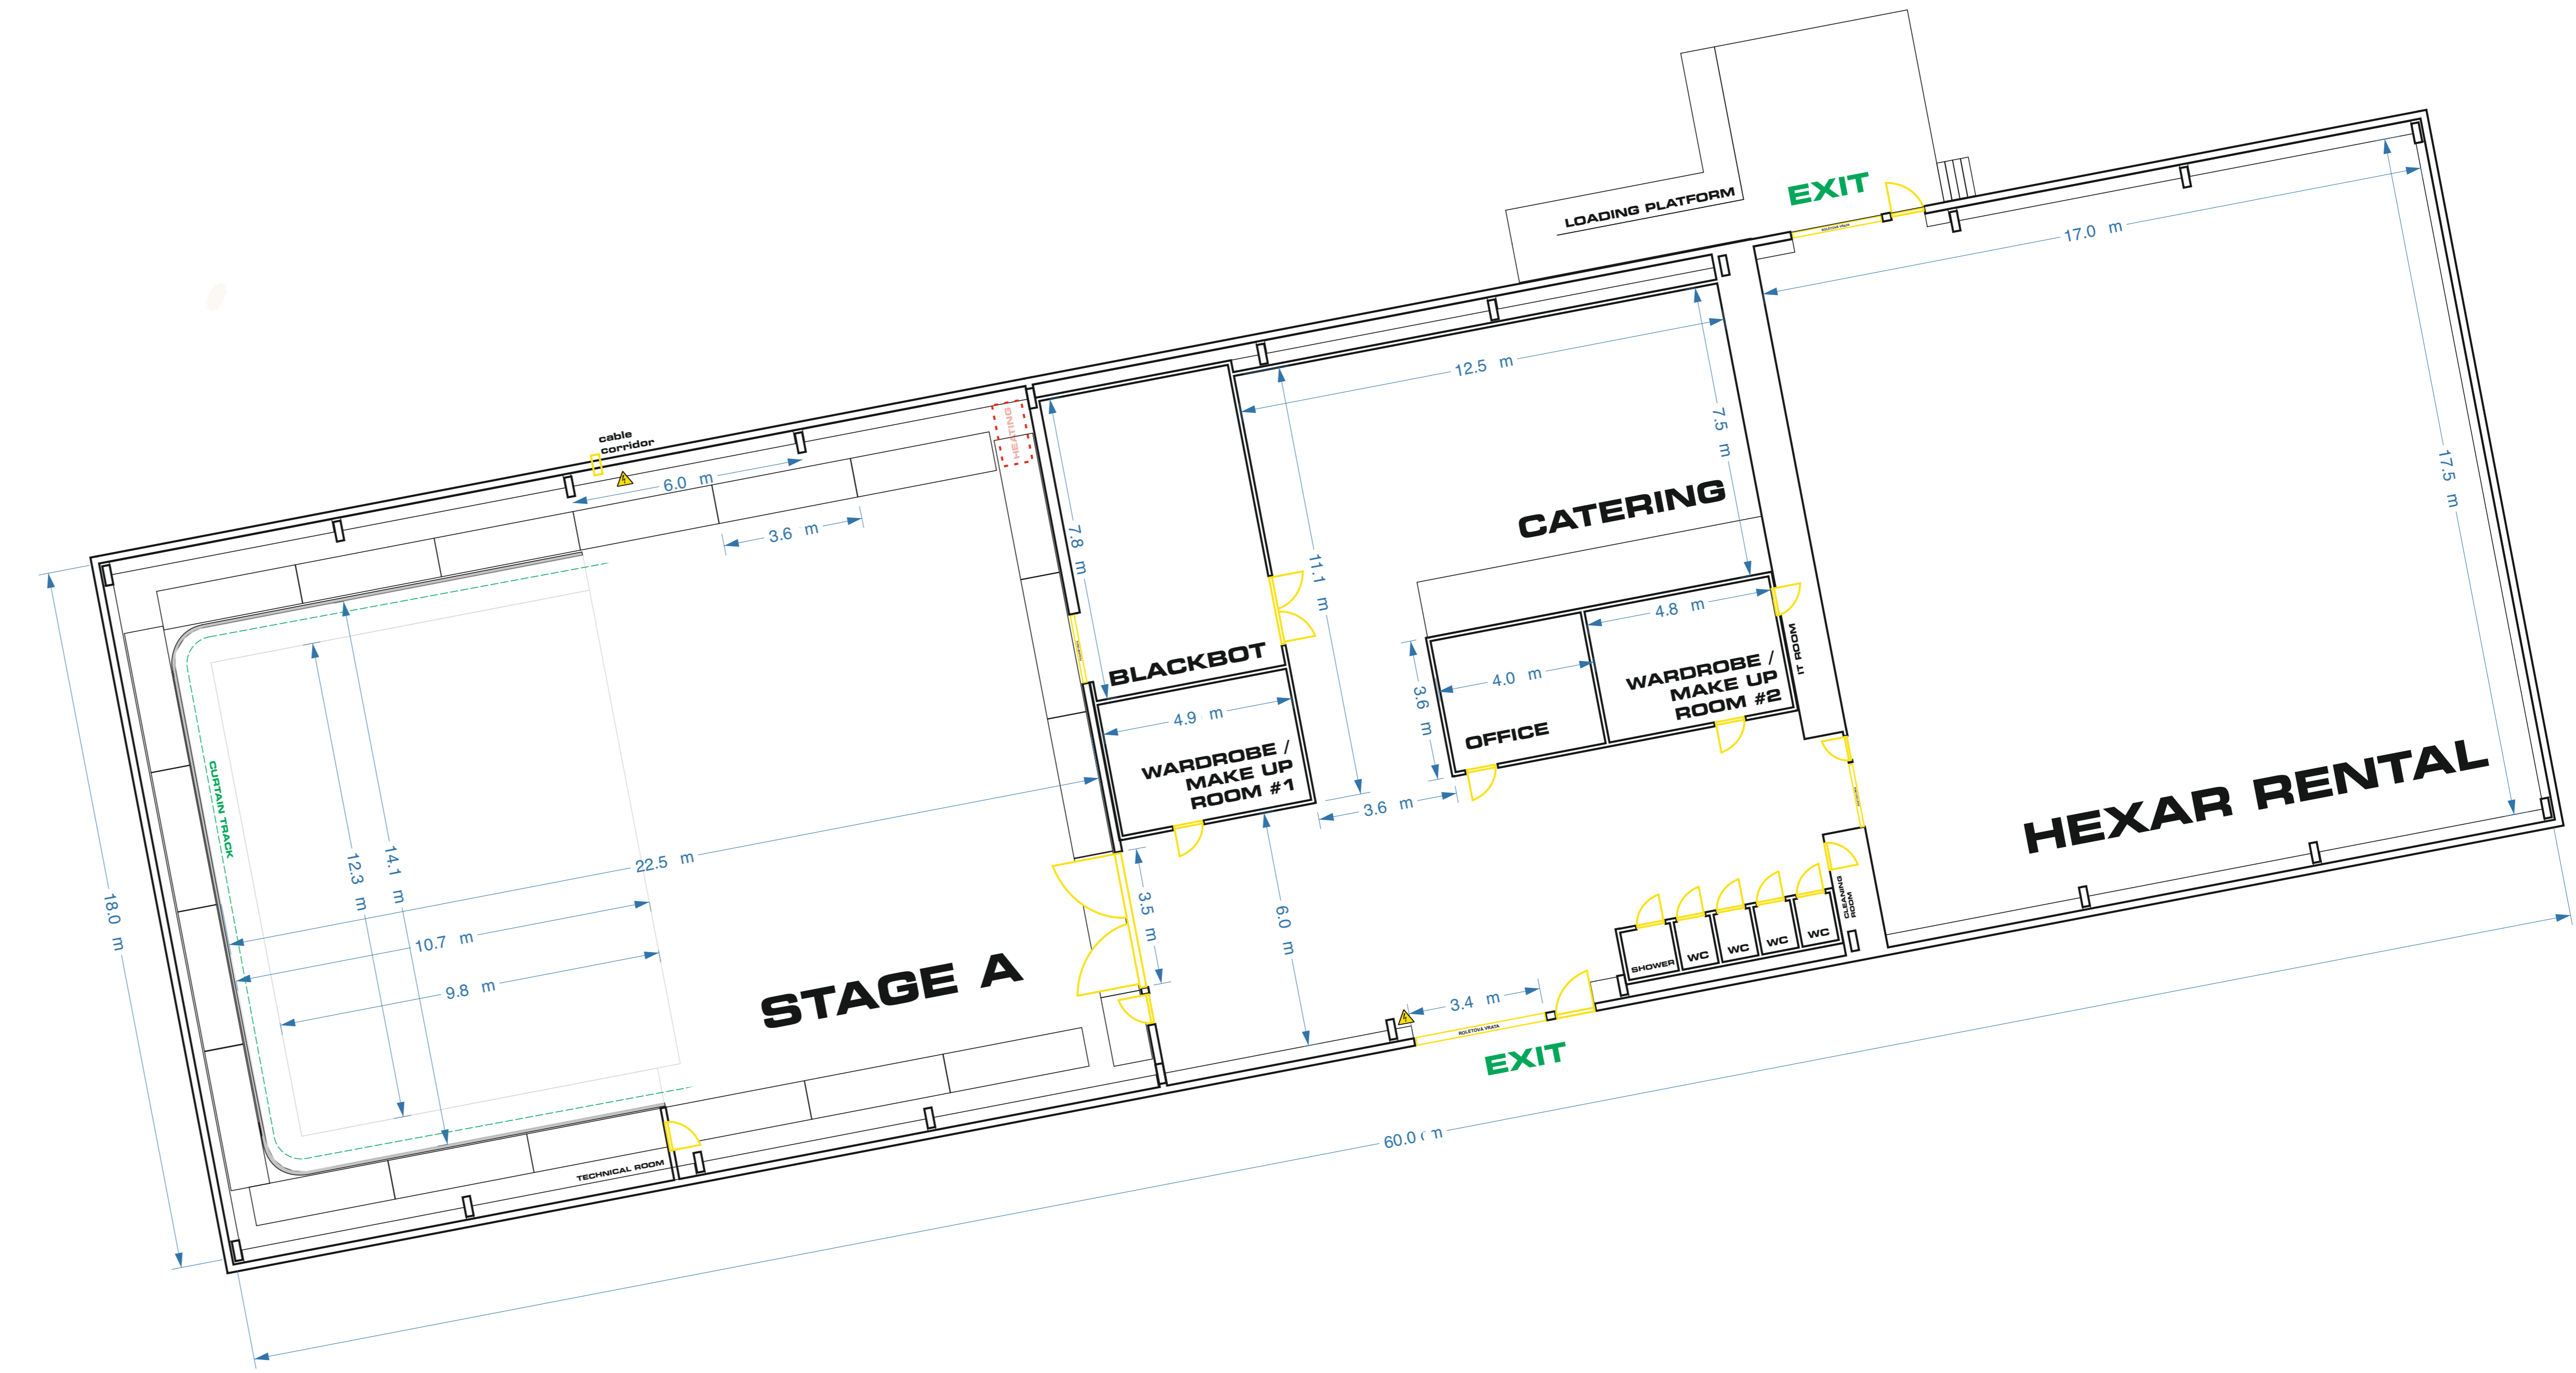 LOADING PLATFORM
EXIT
17.0 m
17.5 m
12.5 m
7.5 m
cable
corridor
6.0 m
3.6 m
HEATING
7.8 m
11.1 m
CATERING
BLACKBOT
4.9 m
WARDROBE /
MAKE UP
ROOM #1
4.8 m
4.0 m
3.6 m
OFFICE
WARDROBE /
MAKE UP
ROOM #2
IT ROOM
3.6 m
HEXAR RENTAL
CURTAIN TRACK
12.3 m
14.1 m
22.5 m
10.7 m
9.8 m
18.0 m
STAGE A
3.5 m
6.0 m
3.4 m
ROLETOVA VRATA
EXIT
SHOWER
WC
WC
WC
WC
CLEANING
ROOM
TECHNICAL ROOM
60.0 m